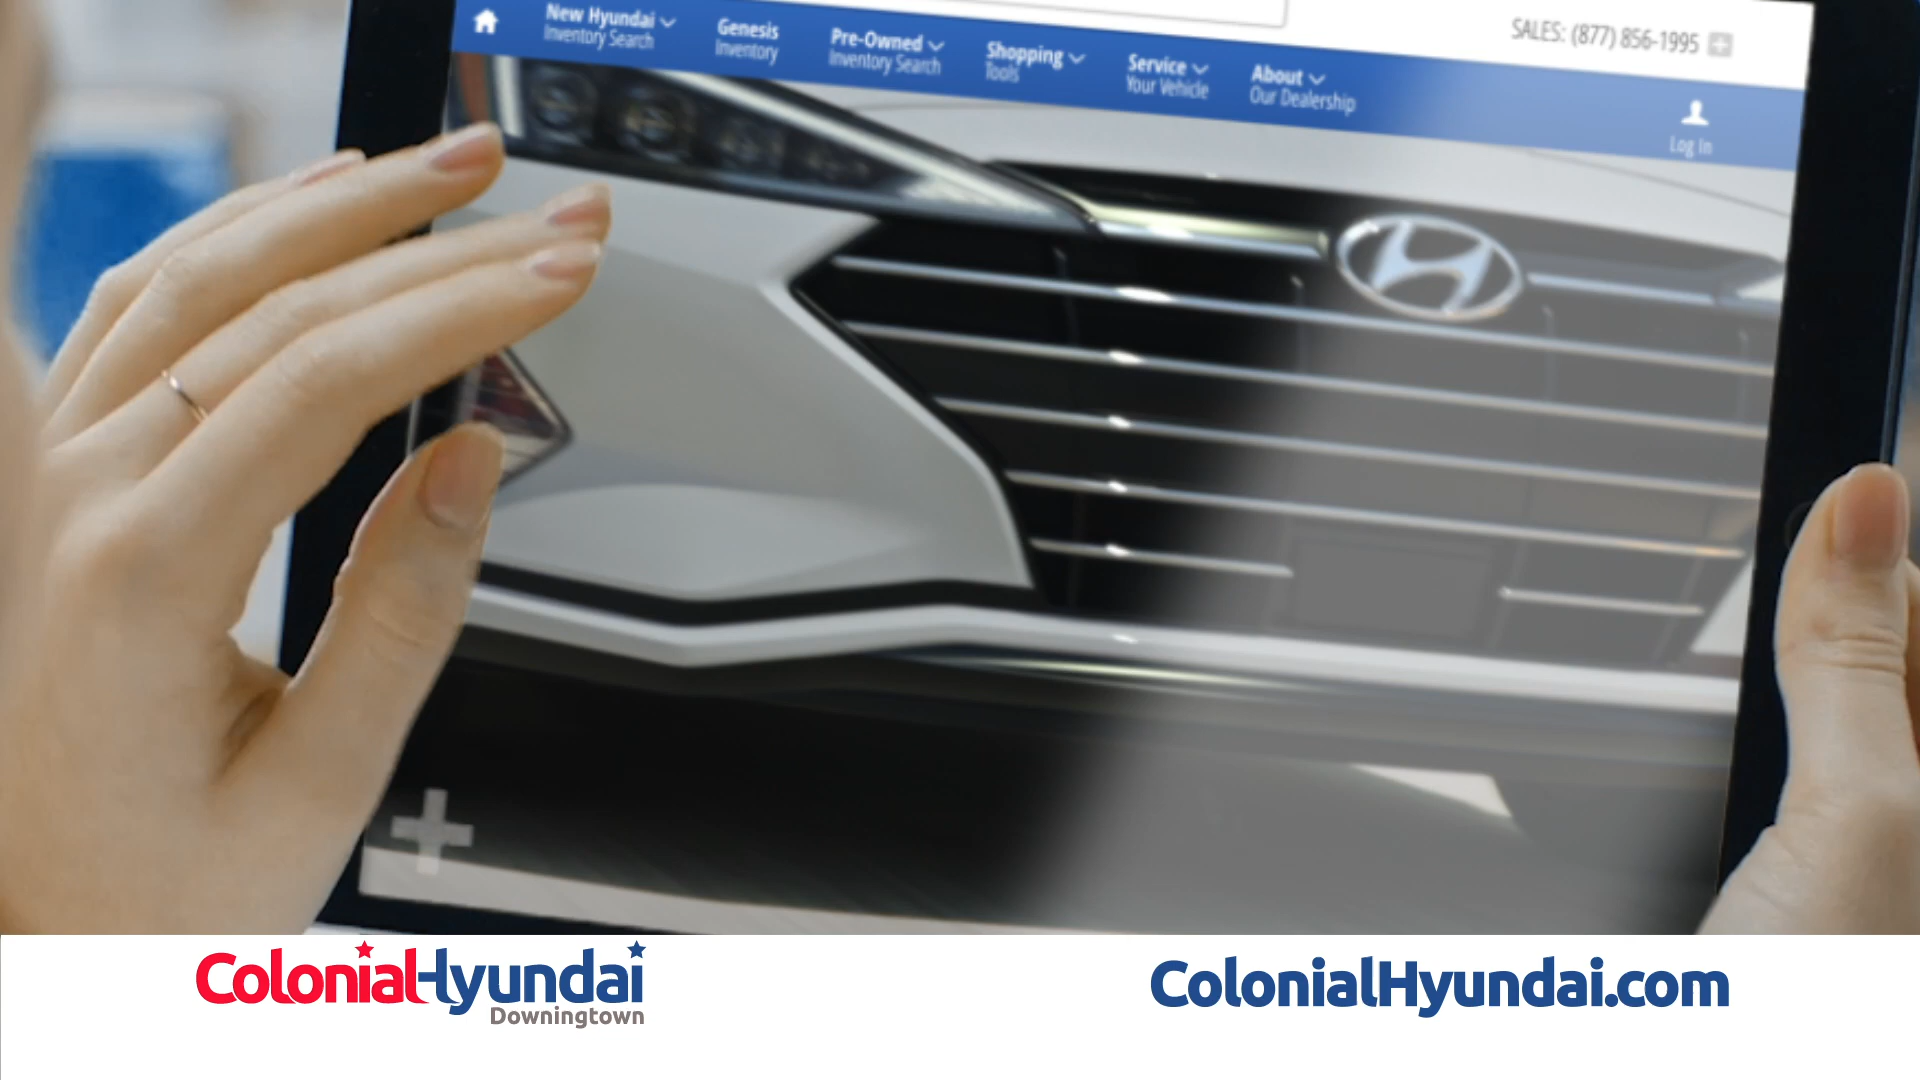 SALES: (877) 856-1995
New Hyundai
Inventory Search
Genesis
Inventory
Pre-Owned
Inventory Search
Shopping
Tools
Service
Your Vehicle
About
Our Dealership
Log In
ColonialHyundai
Downingtown
ColonialHyundai.com